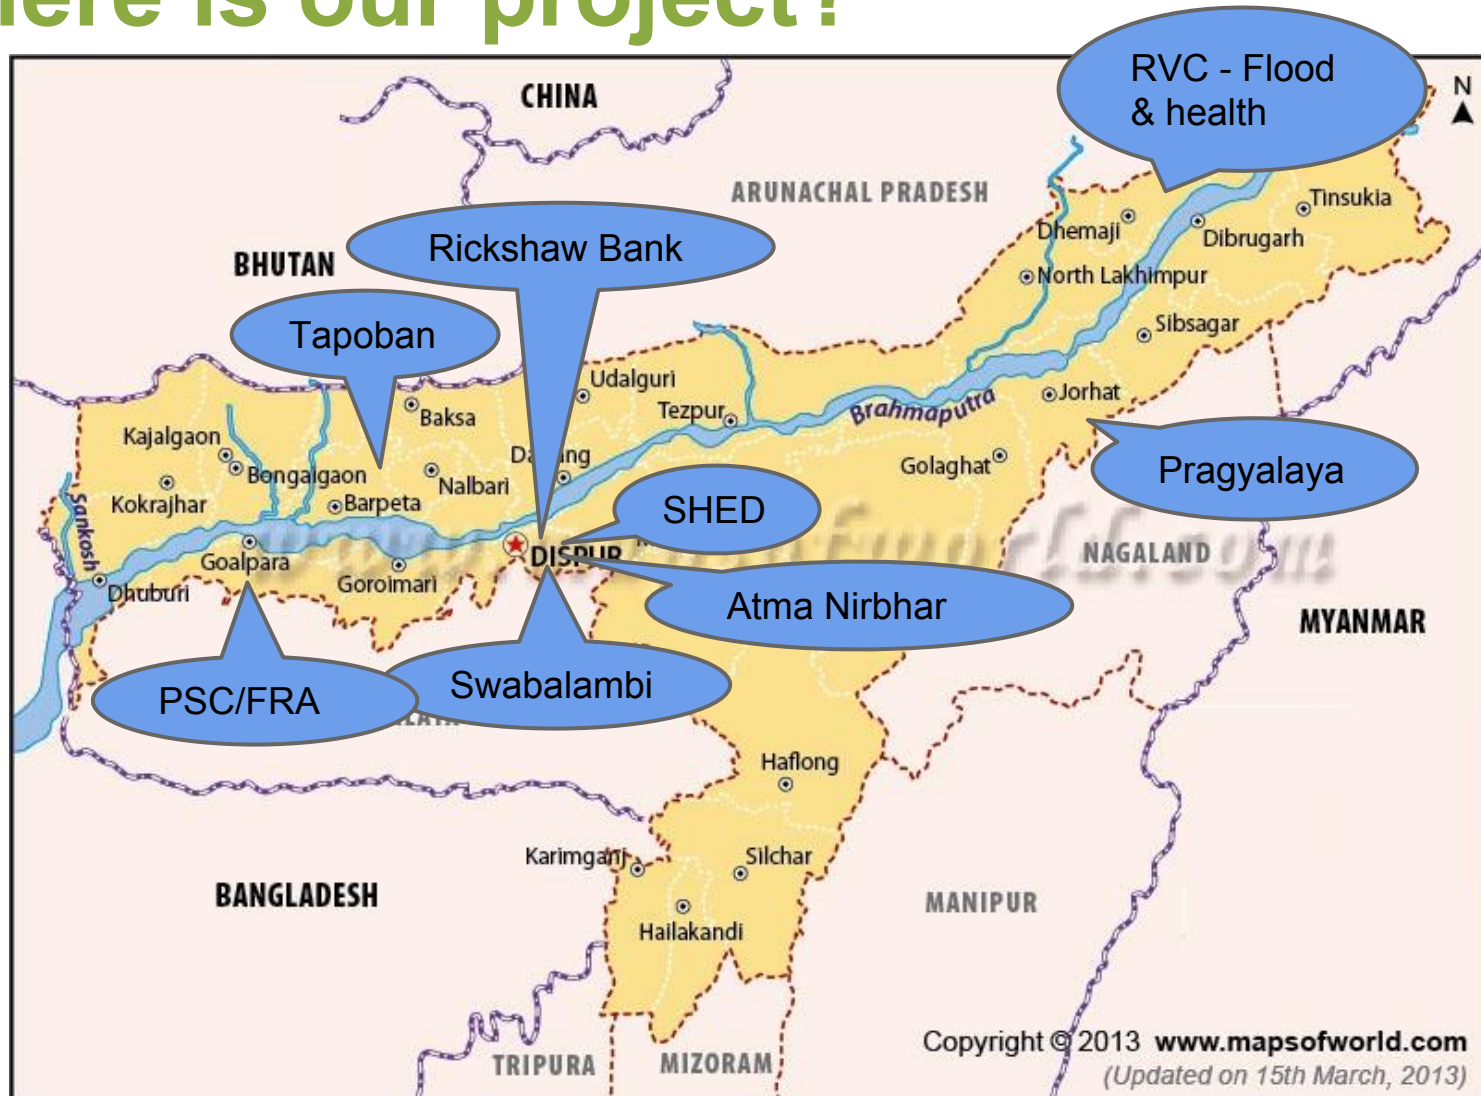 is our project?
RVC - Flood
& health
N
CHINA
ARUNACHAL PRADESH
Tinsukia
Dhemaji
Dibrugarh
Rickshaw Bank
BHUTAN
North Lakhimpur
Tapoban
Sibsagar
Udalguri
Baksa
Tezpur
Brahmaputra
Jorhat
Kajalgaon
Bongaigaon
Nalbari
Golaghat
Pragyalaya
Kokrajhar
Barpeta
SHED
Sankosh
DISPUR
NAGALAND
Goalpara
Goroimari
Dhuburi
Atma Nirbhar
MYANMAR
PSC/FRA
Swabalambi
Haflong
Karimganj
Silchar
BANGLADESH
MANIPUR
Hailakandi
Copyright © 2013 www.mapsofworld.com
TRIPURA
MIZORAM
(Updated on 15th March, 2013)